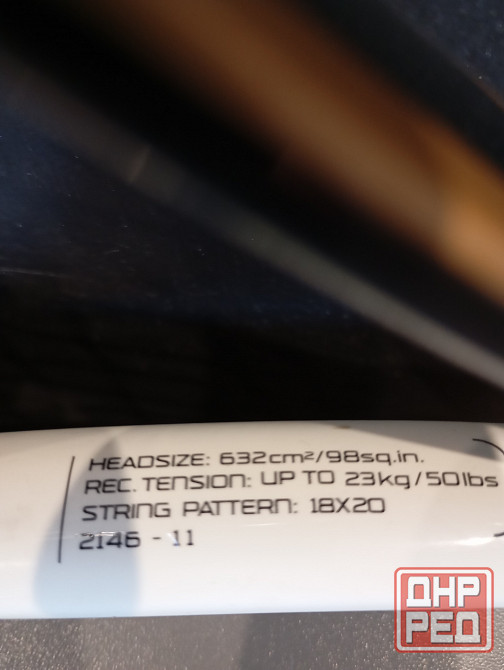 HEADSIZE: 632cm²/98sq.in.
REC. TENSION: UP TO 23kg/50lbs
STRING PATTERN: 18X20
2146 - 11
ДНР
РЕД